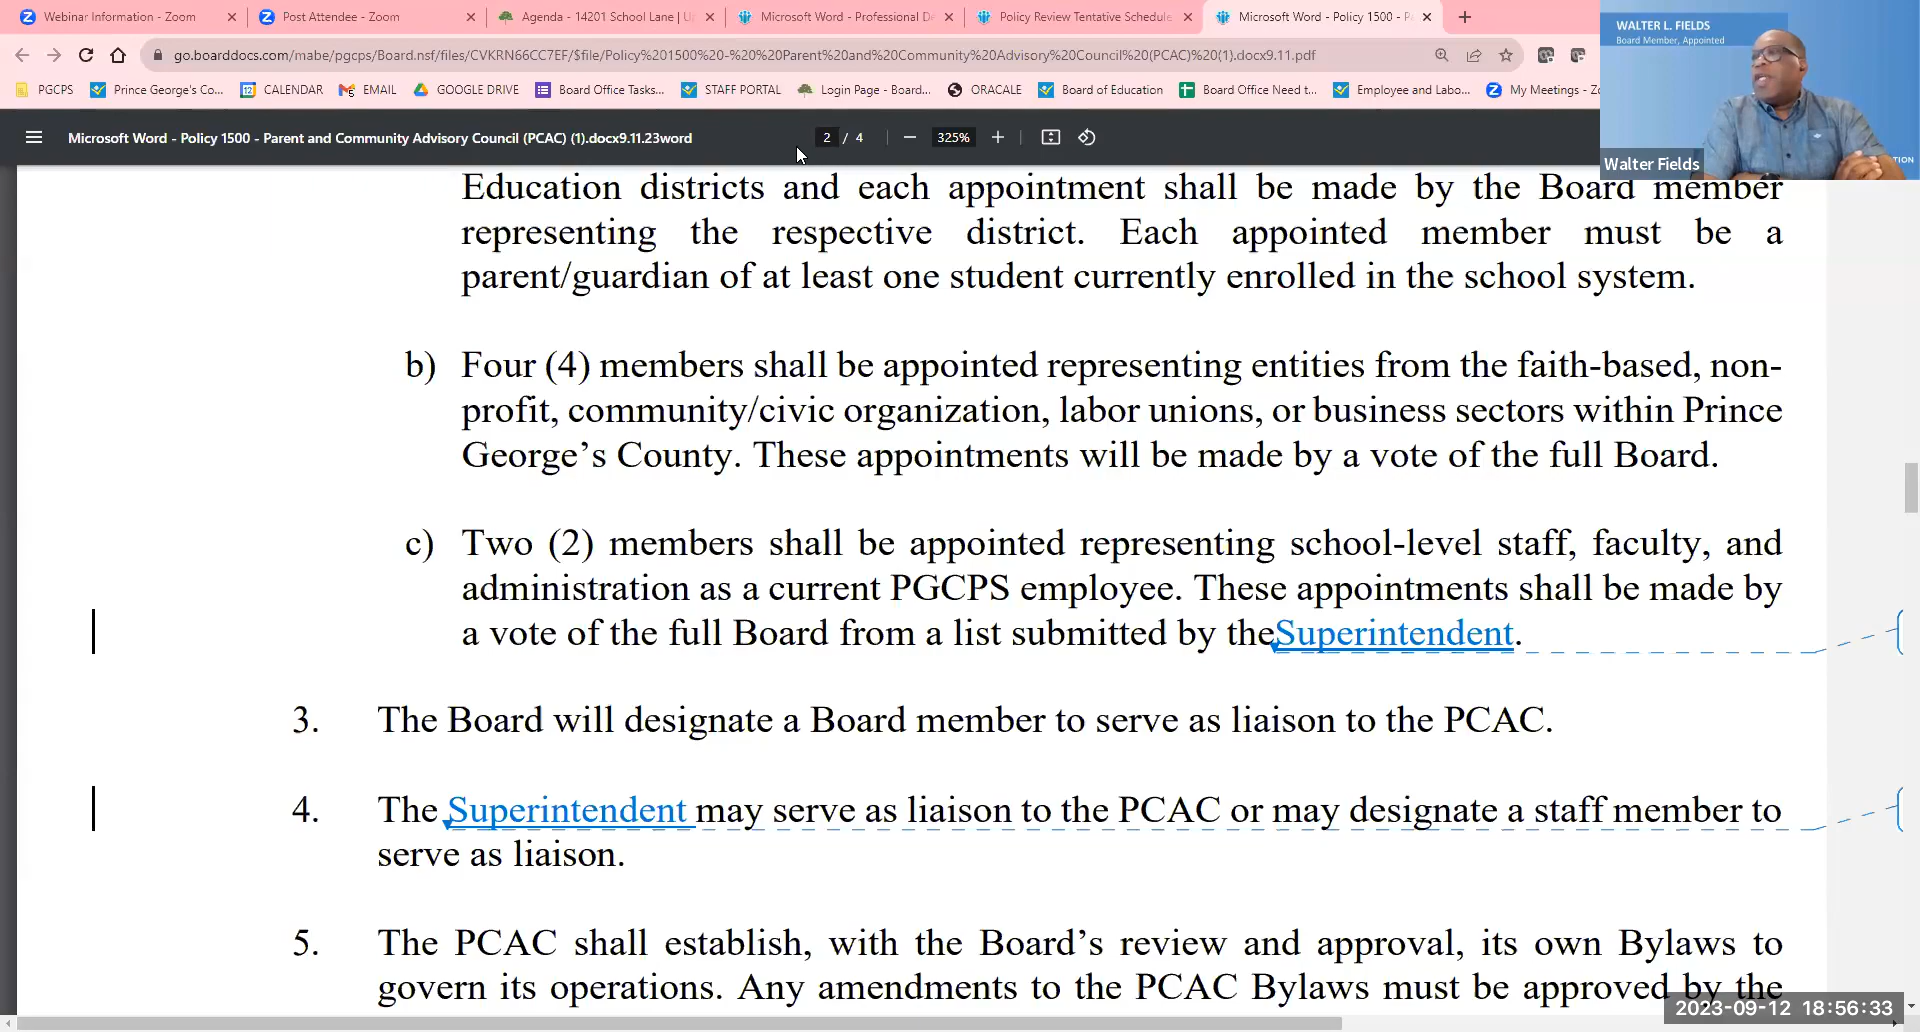 Webinar Information - Zoom
Post Attendee - Zoom
Agenda - 14201 School Lane | U
Microsoft Word - Professional De
Policy Review Tentative Schedule
Microsoft Word - Policy 1500 - P
go.boarddocs.com/mabe/pgcps/Board.nsf/files/CVKRN66CC7EF/$file/Policy%201500%20-%20%20Parent%20and%20Community%20Advisory%20Council%20(PCAC)%20(1).docx9.11.pdf
PGCPS
Prince George's Co...
CALENDAR
EMAIL
GOOGLE DRIVE
Board Office Tasks...
STAFF PORTAL
Login Page - Board...
ORACALE
Board of Education
Board Office Need t...
Employee and Labo...
My Meetings - Zo
WALTER L. FIELDS
Board Member, Appointed
Walter Fields
Microsoft Word - Policy 1500 - Parent and Community Advisory Council (PCAC) (1).docx9.11.23word
2 / 4
325%
Education districts and each appointment shall be made by the Board member
representing the respective district. Each appointed member must be a
parent/guardian of at least one student currently enrolled in the school system.
b) Four (4) members shall be appointed representing entities from the faith-based, non-
profit, community/civic organization, labor unions, or business sectors within Prince
George’s County. These appointments will be made by a vote of the full Board.
c) Two (2) members shall be appointed representing school-level staff, faculty, and
administration as a current PGCPS employee. These appointments shall be made by
a vote of the full Board from a list submitted by the Superintendent.
3. The Board will designate a Board member to serve as liaison to the PCAC.
4. The Superintendent may serve as liaison to the PCAC or may designate a staff member to
serve as liaison.
5. The PCAC shall establish, with the Board’s review and approval, its own Bylaws to
govern its operations. Any amendments to the PCAC Bylaws must be approved by the
2023-09-12 18:56:33